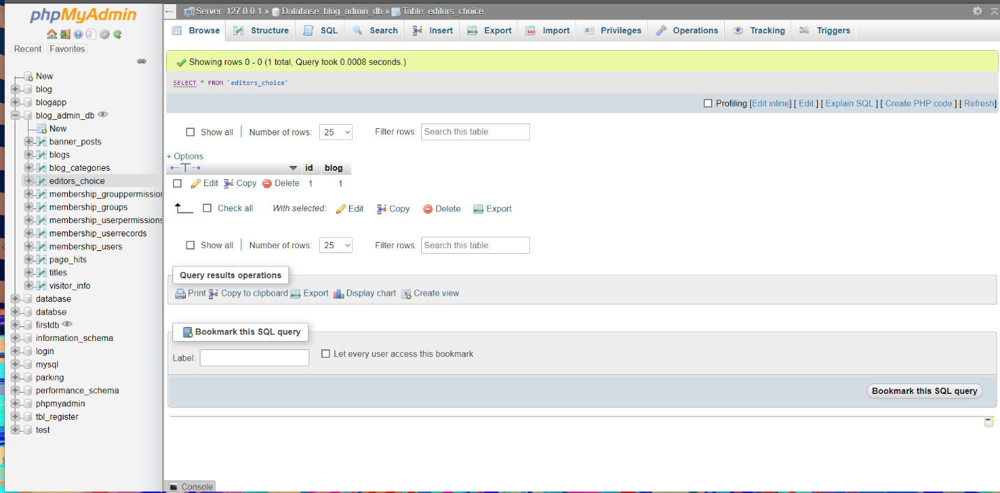 phpMyAdmin
Recent Favorites
New
blog
blogapp
blog_admin_db
New
banner_posts
blogs
blog_categories
editors_choice
membership_grouppermission
membership_groups
membership_userpermissions
membership_userrecords
membership_users
page_hits
titles
visitor_info
database
databse
firstdb
information_schema
login
mysql
parking
performance_schema
phpmyadmin
tbl_register
test
Server: 127.0.0.1 » Database: blog_admin_db » Table: editors_choice
Browse Structure SQL Search Insert Export Import Privileges Operations Tracking Triggers
Showing rows 0 - 0 (1 total, Query took 0.0008 seconds.)
SELECT * FROM `editors_choice`
Profiling [Edit inline] [ Edit ] [ Explain SQL ] [ Create PHP code ] [ Refresh]
Show all Number of rows: 25 Filter rows: Search this table
+ Options
←T→ id blog
Edit Copy Delete 1 1
Check all With selected: Edit Copy Delete Export
Show all Number of rows: 25 Filter rows: Search this table
Query results operations
Print Copy to clipboard Export Display chart Create view
Bookmark this SQL query
Label: Let every user access this bookmark
Bookmark this SQL query
Console